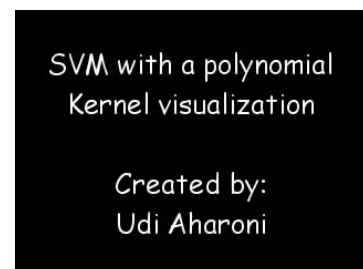 SVM with a polynomial
Kernel visualization
Created by:
Udi Aharoni